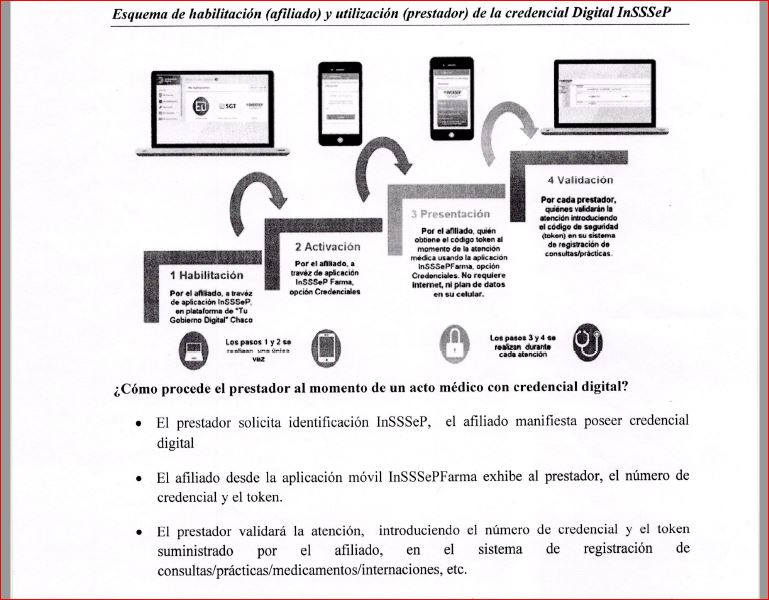 Esquema de habilitación (afiliado) y utilización (prestador) de la credencial Digital InSSSeP
SGT
1 Habilitación
Por el afiliado, a travéz
de aplicación InSSSeP,
en plataforma de "Tu
Gobierno Digital" Chaco
2 Activación
Por el afiliado, a
travéz de aplicación
InSSSeP Farma,
opción Credenciales
3 Presentación
Por el afiliado, quién
obtiene el código token al
momento de la atención
médica usando la aplicación
InSSSePFarma, opción
Credenciales. No requiere
internet, ni plan de datos
en su celular.
4 Validación
Por cada prestador,
quiénes validarán la
atención introduciendo
el código de seguridad
(token) en su sistema
de registración de
consultas/prácticas.
Los pasos 1 y 2 se
realizan una única
vez
Los pasos 3 y 4 se
realizan durante
cada atención
¿Cómo procede el prestador al momento de un acto médico con credencial digital?
• El prestador solicita identificación InSSSeP, el afiliado manifiesta poseer credencial
digital
• El afiliado desde la aplicación móvil InSSSePFarma exhibe al prestador, el número de
credencial y el token.
• El prestador validará la atención, introduciendo el número de credencial y el token
suministrado por el afiliado, en el sistema de registración de
consultas/prácticas/medicamentos/internaciones, etc.